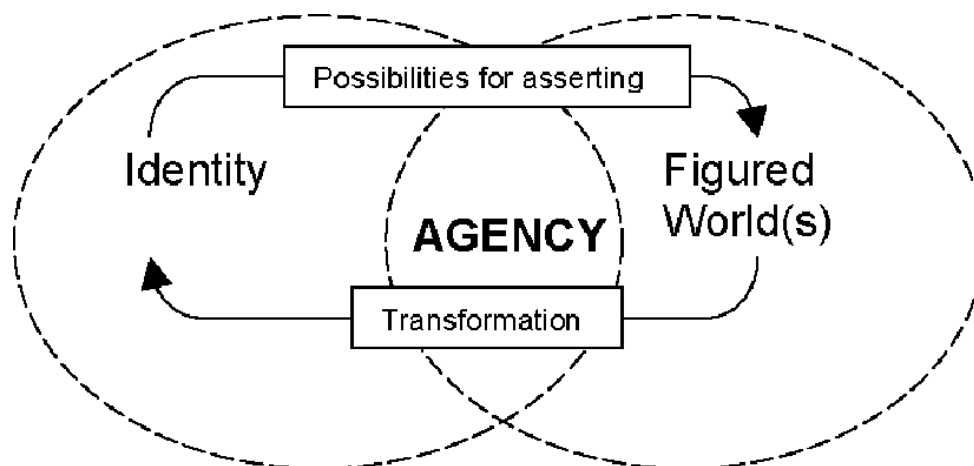 Possibilities for asserting
Identity
Figured
World(s)
AGENCY
Transformation